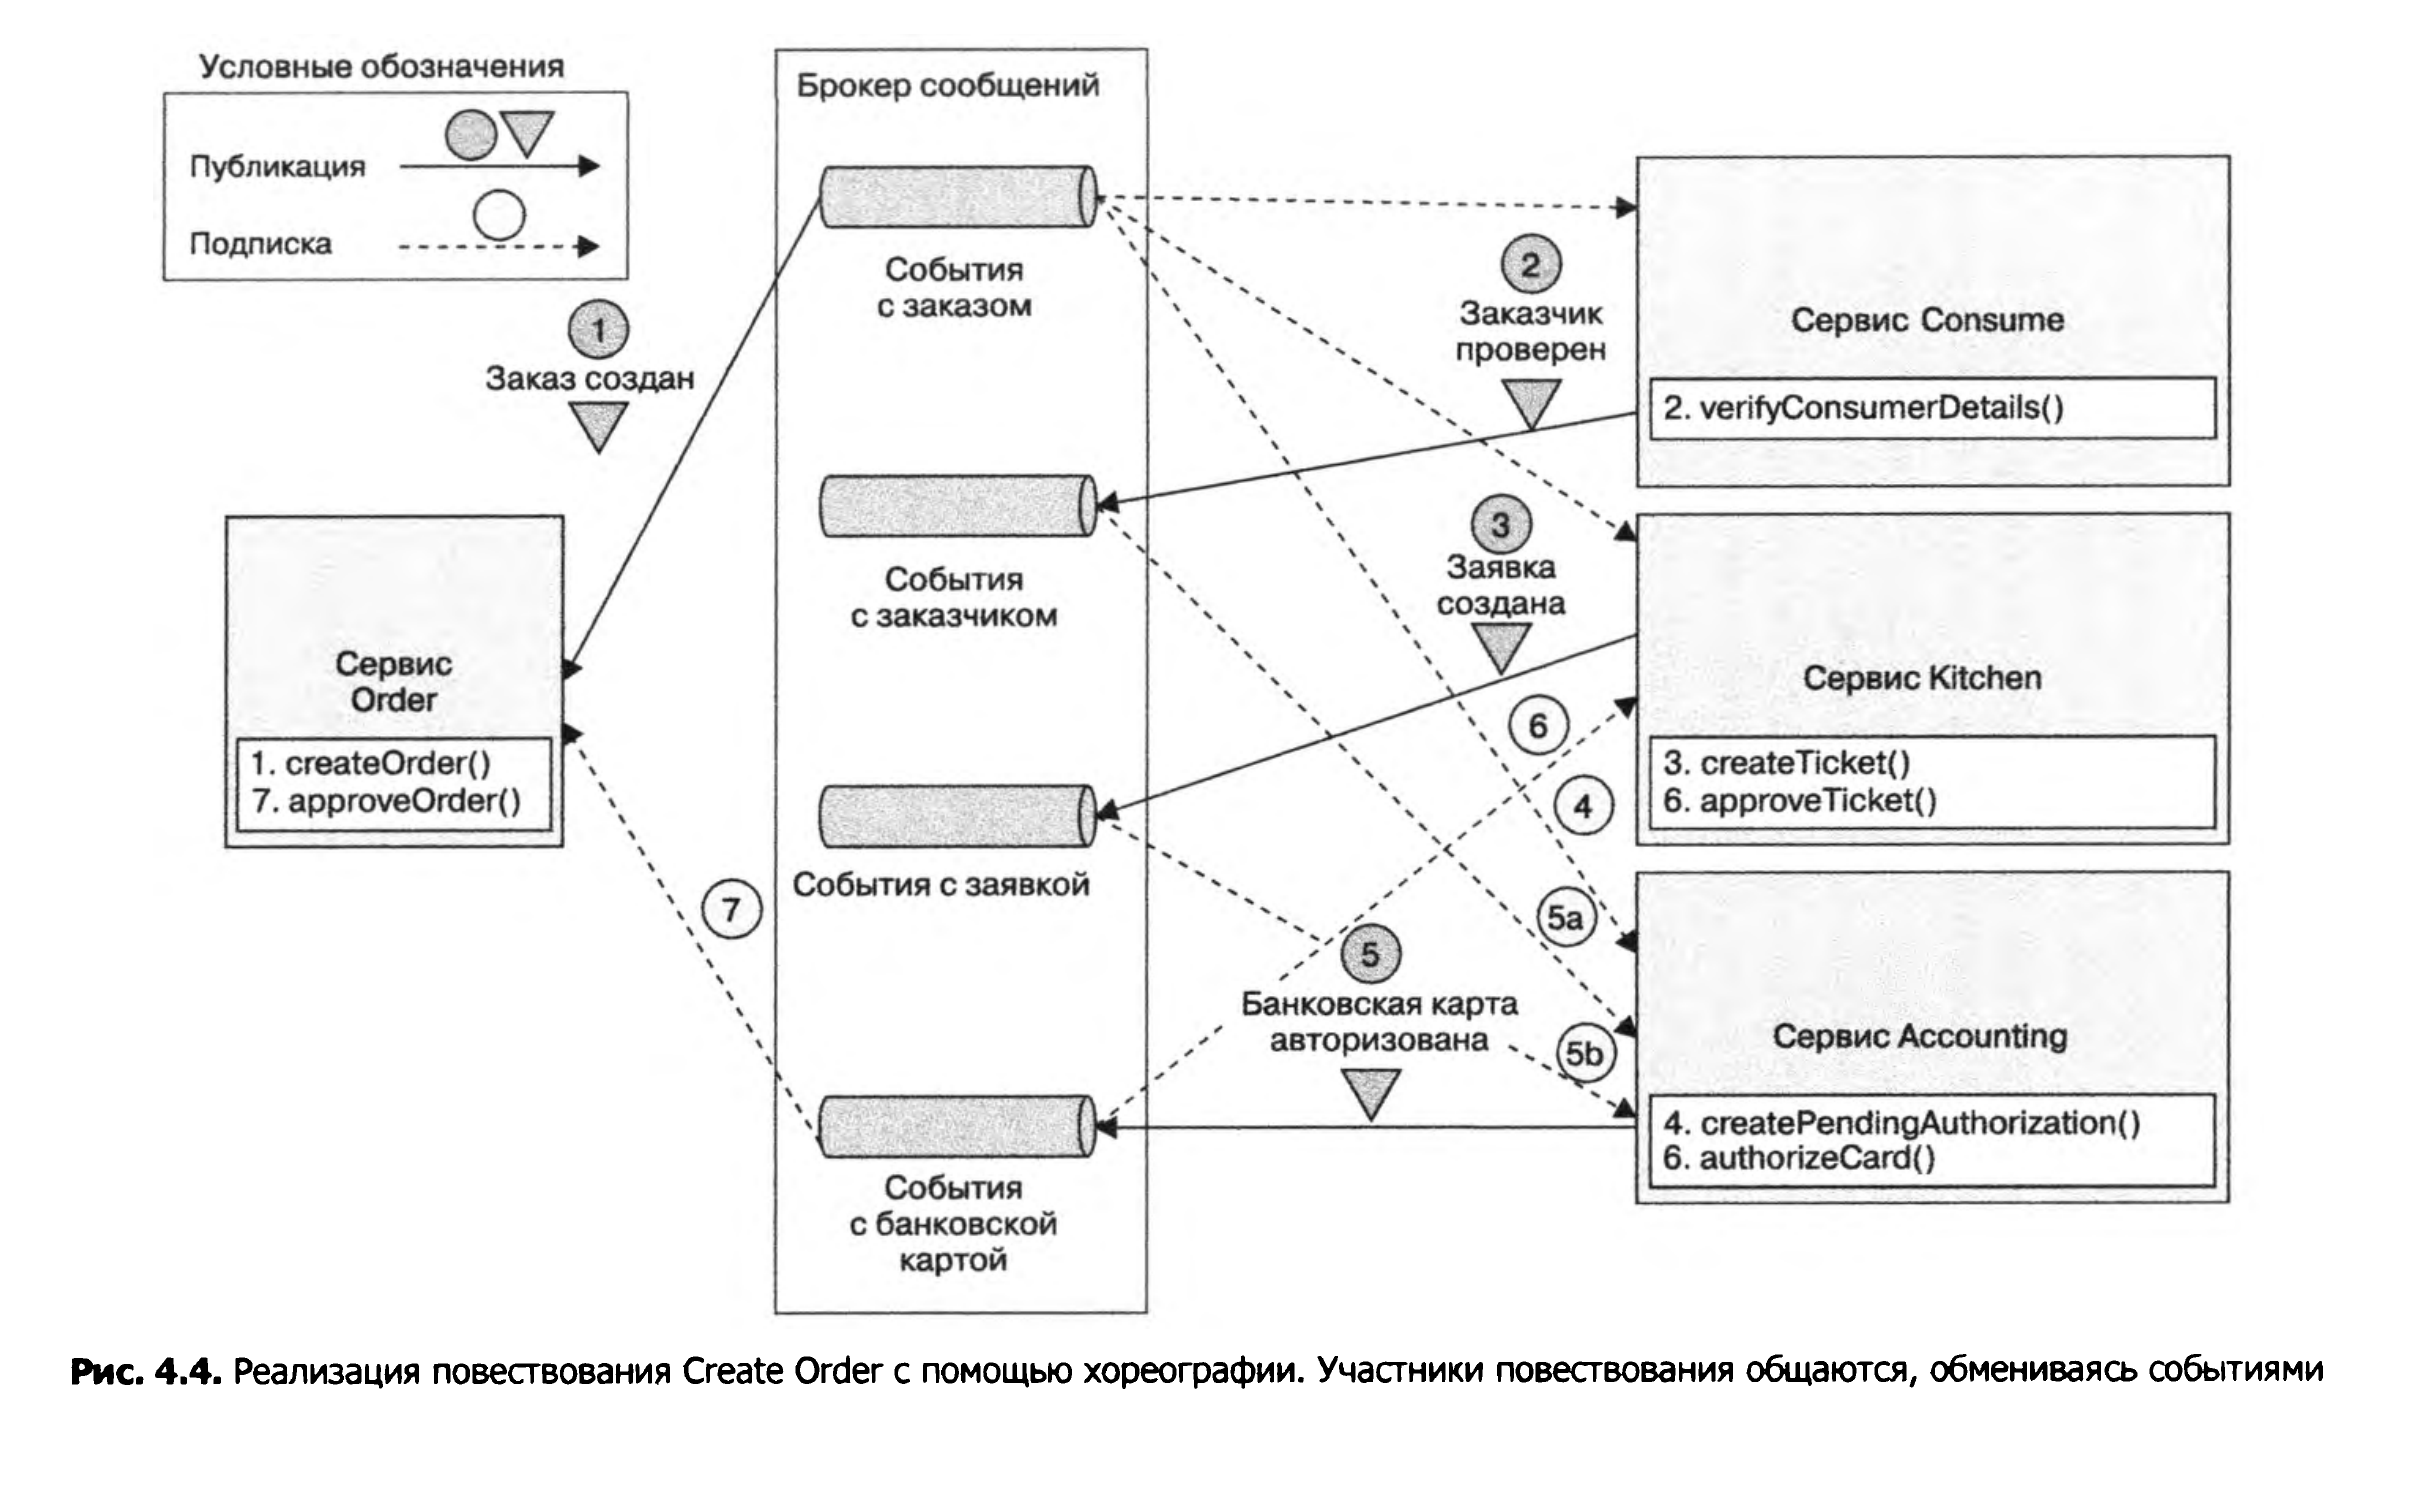 Условные обозначения
Публикация
Подписка
1
Заказ создан
Сервис
Order
1. createOrder()
7. approveOrder()
7
Брокер сообщений
События
с заказом
События
с заказчиком
События с заявкой
События
с банковской
картой
2
Заказчик
проверен
3
Заявка
создана
6
4
5a
5
Банковская карта
авторизована
5b
Сервис Consume
2. verifyConsumerDetails()
Сервис Kitchen
3. createTicket()
6. approveTicket()
Сервис Accounting
4. createPendingAuthorization()
6. authorizeCard()
Рис. 4.4. Реализация повествования Create Order с помощью хореографии. Участники повествования общаются, обмениваясь событиями